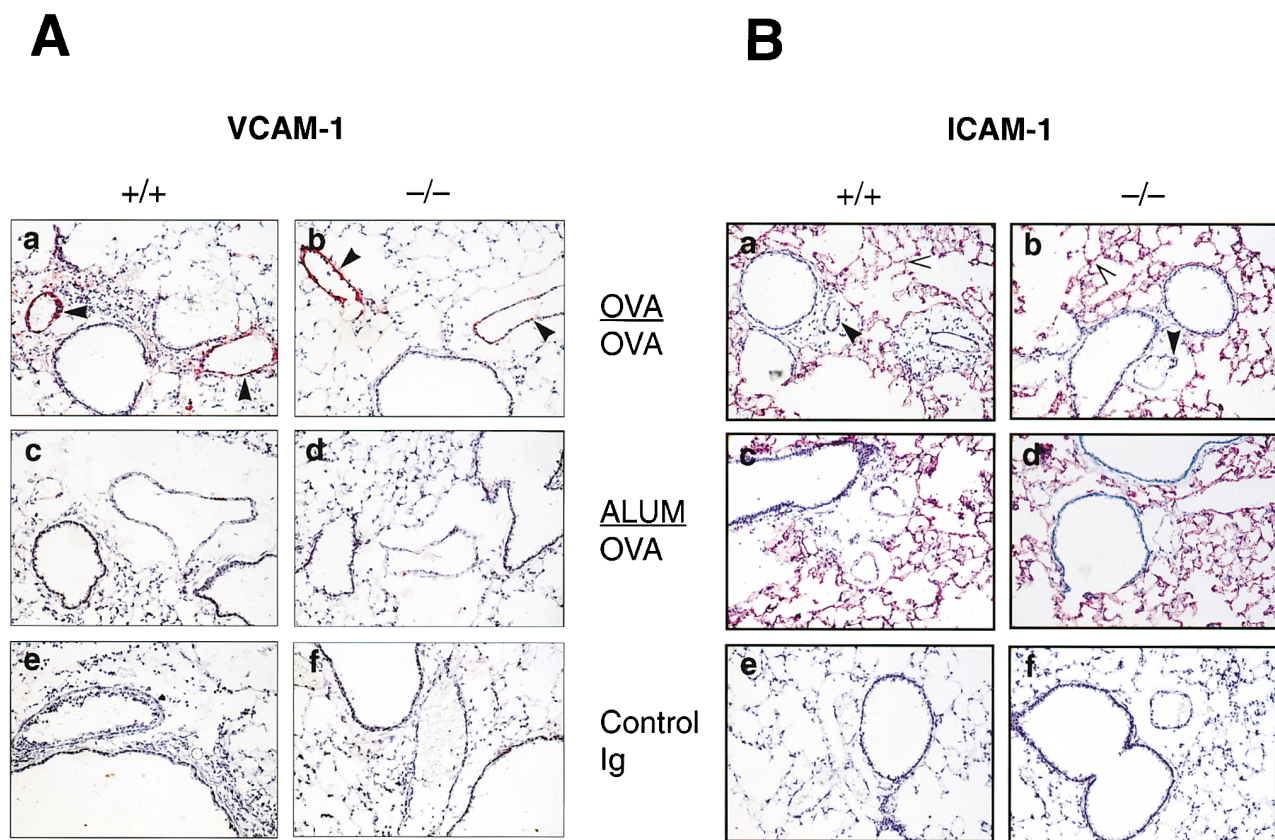 A
B
VCAM-1
ICAM-1
+/+
–/–
+/+
–/–
a
b
OVA
OVA
a
b
c
d
ALUM
OVA
c
d
e
f
Control
Ig
e
f